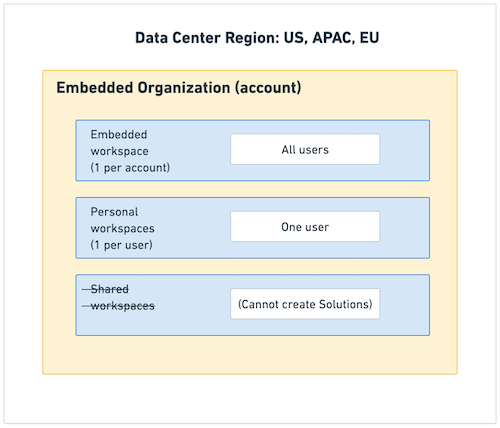 Data Center Region: US, APAC, EU
Embedded Organization (account)
Embedded
workspace
(1 per account)
All users
Personal
workspaces
(1 per user)
One user
Shared
workspaces
(Cannot create Solutions)